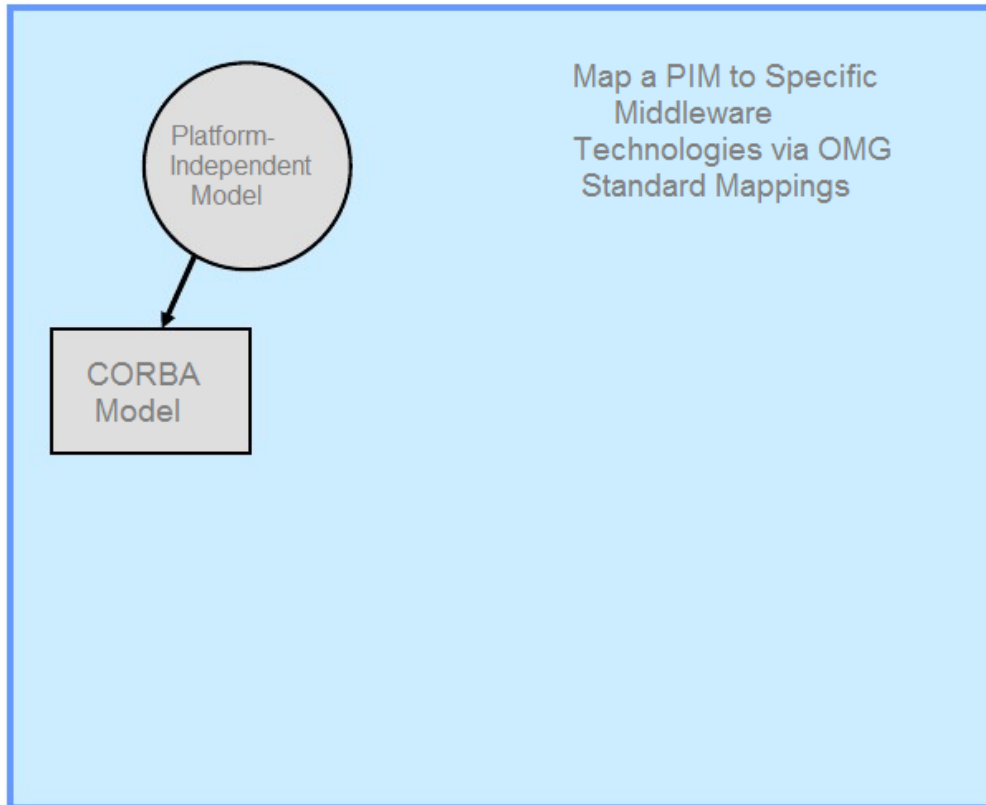 Platform-
Independent
Model
Map a PIM to Specific
Middleware
Technologies via OMG
Standard Mappings
CORBA
Model